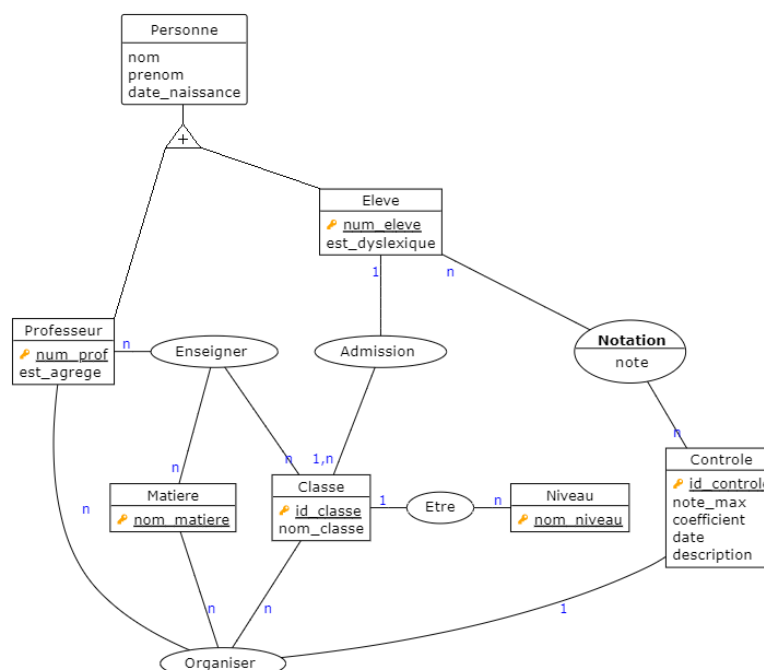 Personne
nom
prenom
date_naissance
+
Eleve
num_eleve
est_dyslexique
1
n
Professeur
num_prof
est_agrege
n
Enseigner
Admission
Notation
note
n
n
1,n
n
n
Matiere
nom_matiere
Classe
id_classe
nom_classe
1
Etre
n
Niveau
nom_niveau
Controle
id_controle
note_max
coefficient
date
description
n
n
n
1
Organiser